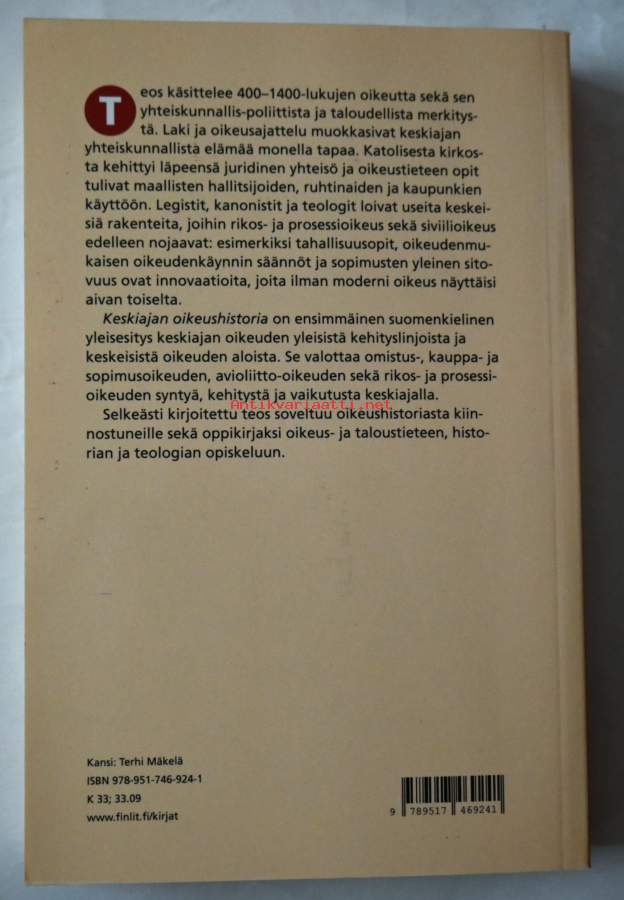 Teos käsittelee 400–1400-lukujen oikeutta sekä sen
yhteiskunnallis-poliittista ja taloudellista merkitys-
tä. Laki ja oikeusajattelu muokkasivat keskiajan
yhteiskunnallista elämää monella tapaa. Katolisesta kirkos-
ta kehittyi läpeensä juridinen yhteisö ja oikeustieteen opit
tulivat maallisten hallitsijoiden, ruhtinaiden ja kaupunkien
käyttöön. Legistit, kanonistit ja teologit loivat useita keskei-
siä rakenteita, joihin rikos- ja prosessioikeus sekä siviilioikeus
edelleen nojaavat: esimerkiksi tahallisuusopit, oikeudenmu-
kaisen oikeudenkäynnin säännöt ja sopimusten yleinen sito-
vuus ovat innovaatioita, joita ilman moderni oikeus näyttäisi
aivan toiselta.
Keskiajan oikeushistoria on ensimmäinen suomenkielinen
yleisesitys keskiajan oikeuden yleisistä kehityslinjoista ja
keskeisistä oikeuden aloista. Se valottaa omistus-, kauppa- ja
sopimusoikeuden, avioliitto-oikeuden sekä rikos- ja prosessi-
oikeuden syntyä, kehitystä ja vaikutusta keskiajalla.
Antikvariaatti.net
Selkeästi kirjoitettu teos soveltuu oikeushistoriasta kiin-
nostuneille sekä oppikirjaksi oikeus- ja taloustieteen, histo-
rian ja teologian opiskeluun.
Kansi: Terhi Mäkelä
ISBN 978-951-746-924-1
K 33; 33.09
www.finlit.fi/kirjat
9 789517 469241